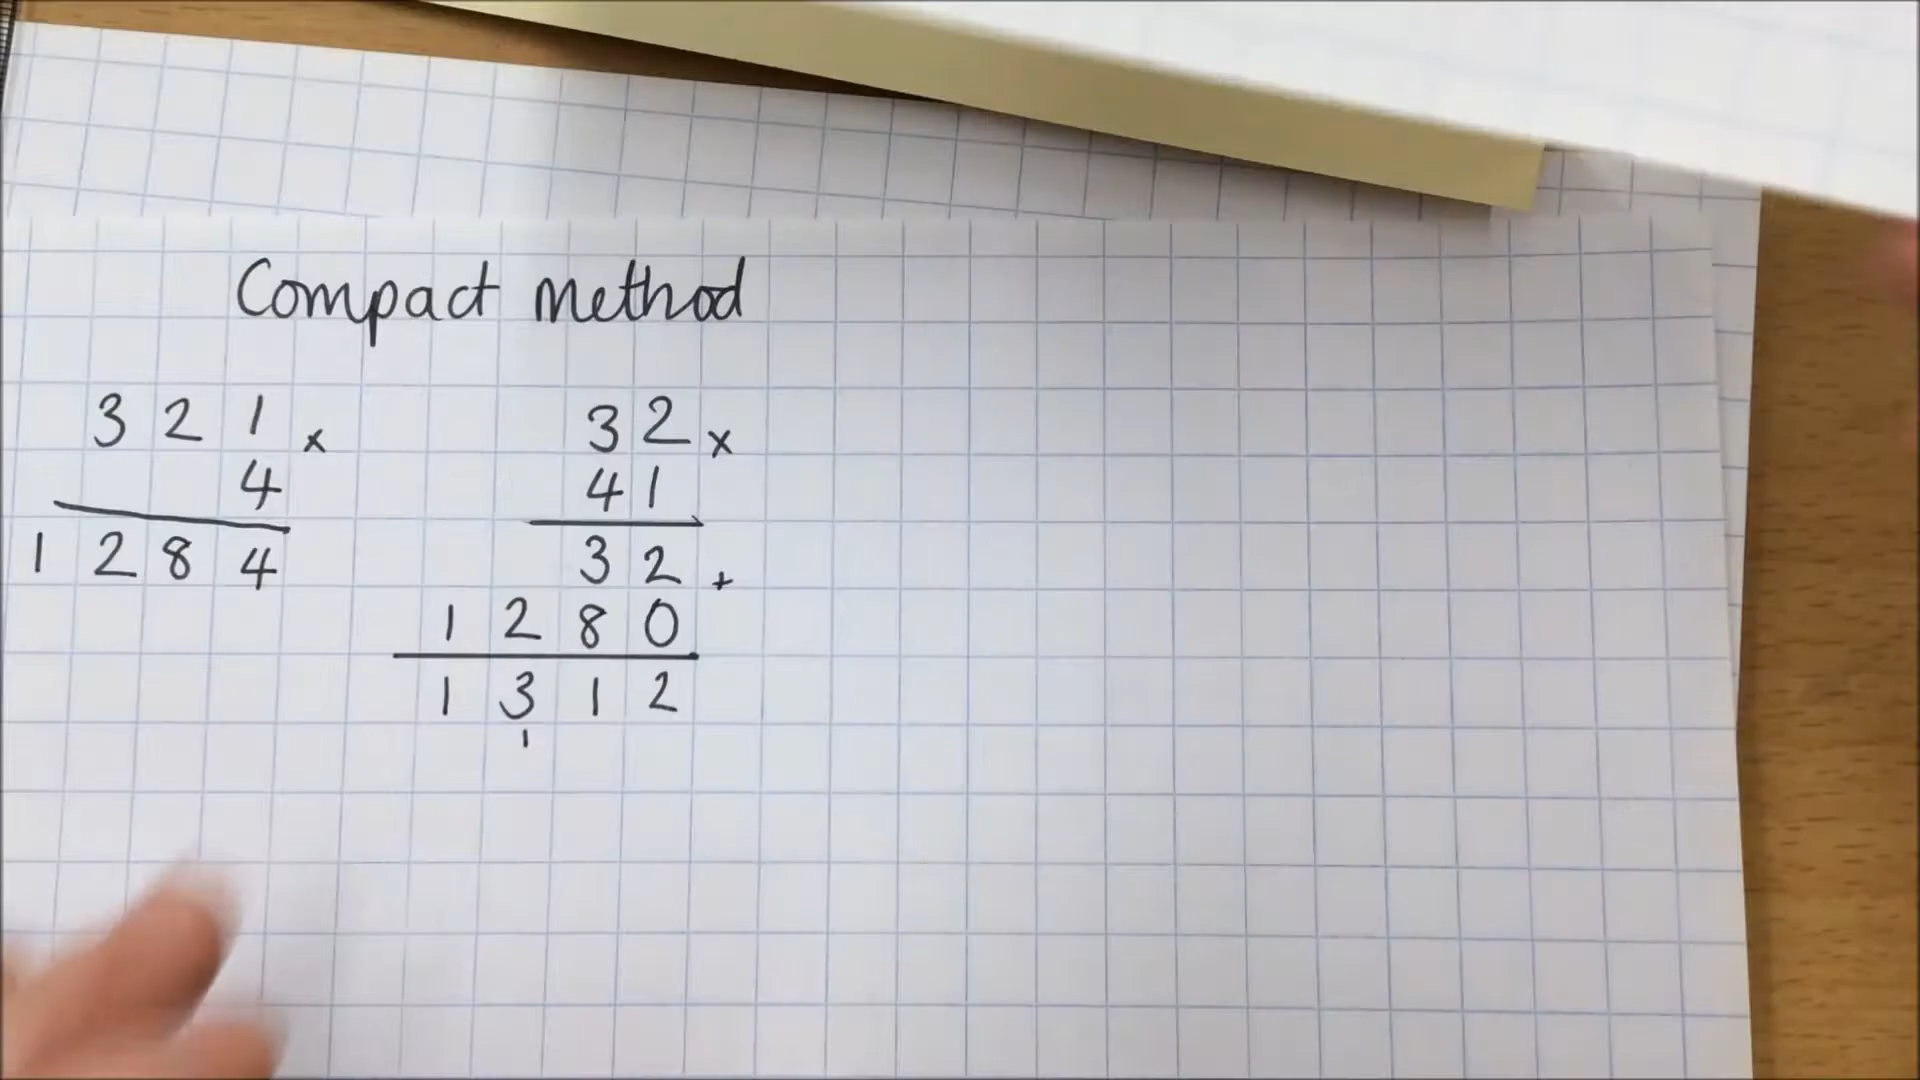 Compact method
3 2 1 x
4
1 2 8 4
3 2 x
4 1
3 2 +
1 2 8 0
1 3 1 2
1